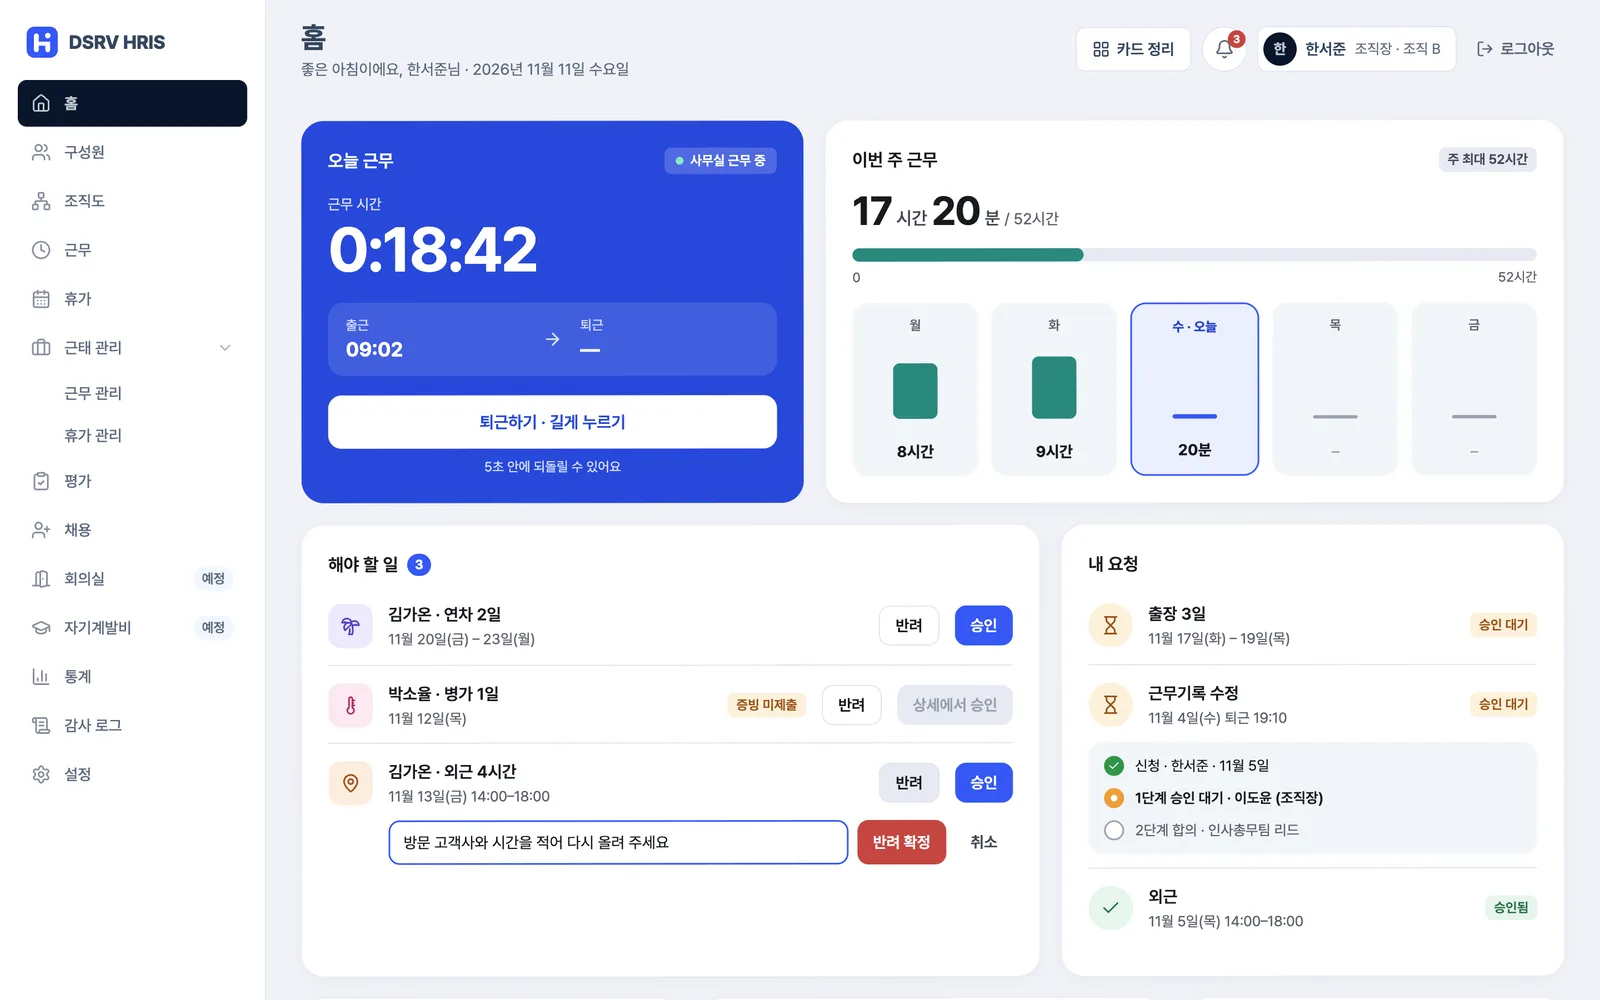 DSRV HRIS
홈
구성원
조직도
근무
휴가
근태 관리
근무 관리
휴가 관리
평가
채용
회의실 예정
자기계발비 예정
통계
감사 로그
설정
홈
좋은 아침이에요, 한서준님 · 2026년 11월 11일 수요일
카드 정리
3
한 한서준 조직장 · 조직 B
로그아웃
오늘 근무
사무실 근무 중
근무 시간
0:18:42
출근
09:02
퇴근
—
퇴근하기 · 길게 누르기
5초 안에 되돌릴 수 있어요
이번 주 근무
주 최대 52시간
17 시간 20 분 / 52시간
0
52시간
월
8시간
화
9시간
수 · 오늘
20분
목
–
금
–
해야 할 일 3
김가온 · 연차 2일
11월 20일(금) – 23일(월)
반려
승인
박소율 · 병가 1일
11월 12일(목)
증빙 미제출
반려
상세에서 승인
김가온 · 외근 4시간
11월 13일(금) 14:00–18:00
반려
승인
방문 고객사와 시간을 적어 다시 올려 주세요
반려 확정
취소
내 요청
출장 3일
11월 17일(화) – 19일(목)
승인 대기
근무기록 수정
11월 4일(수) 퇴근 19:10
승인 대기
신청 · 한서준 · 11월 5일
1단계 승인 대기 · 이도윤 (조직장)
2단계 합의 · 인사총무팀 리드
외근
11월 5일(목) 14:00–18:00
승인됨